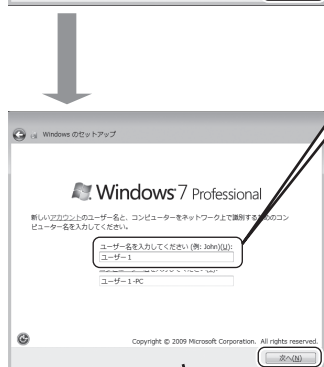 Windows のセットアップ
Windows 7 Professional
新しいアカウントのユーザー名と、コンピューターをネットワーク上で識別するためのコン
ピューター名を入力してください。
ユーザー名を入力してください (例: John)(U):
ユーザー1
ユーザー1-PC
Copyright © 2009 Microsoft Corporation. All rights reserved.
次へ(N)